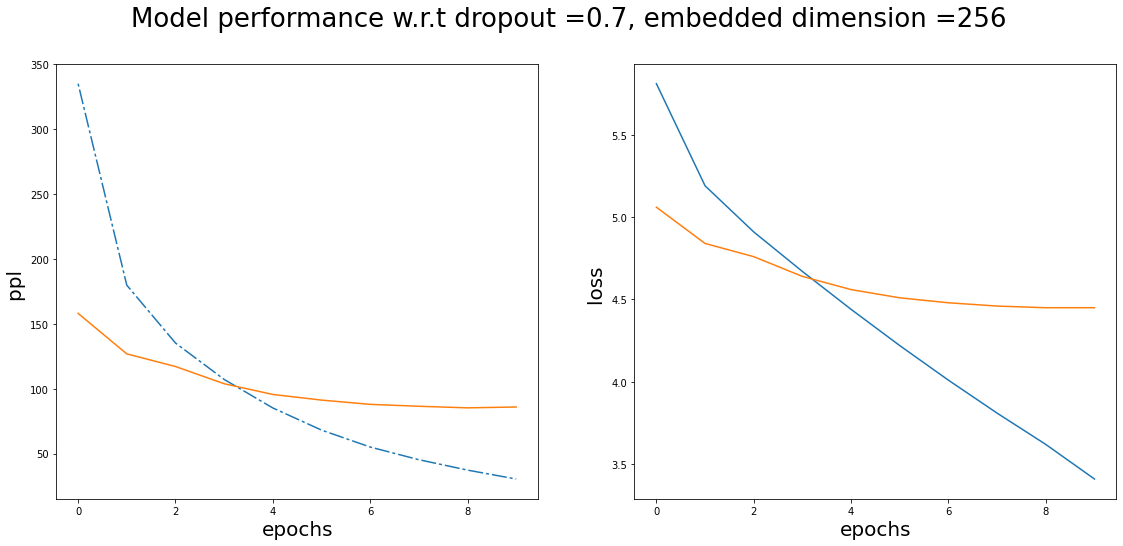 Model performance w.r.t dropout =0.7, embedded dimension =256
350
300
250
200
150
100
50
ppl
0 2 4 6 8
epochs
5.5
5.0
4.5
4.0
3.5
loss
0 2 4 6 8
epochs